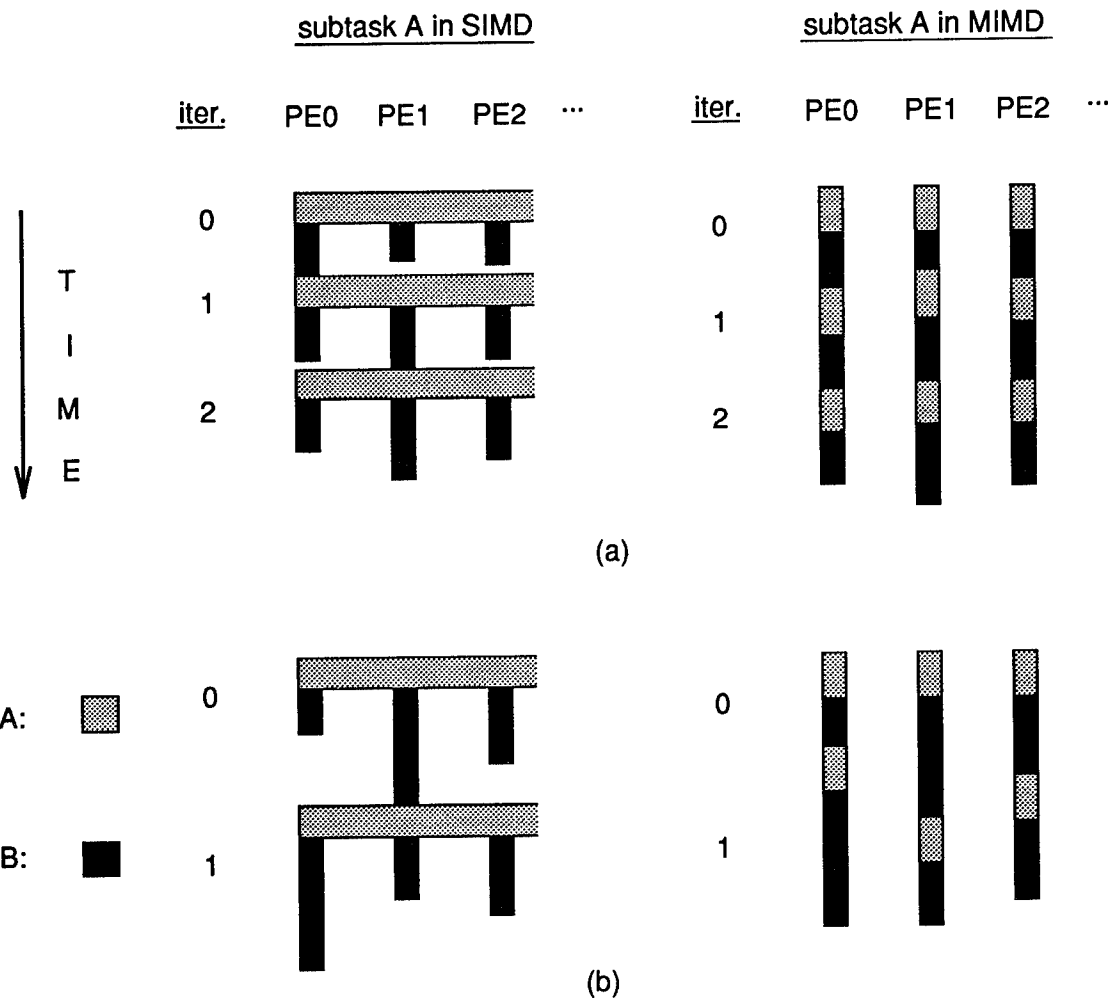 subtask A in SIMD
subtask A in MIMD
iter. PE0 PE1 PE2 ...
iter. PE0 PE1 PE2 ...
T
I
M
E
0
1
2
0
1
2
(a)
A:
B:
0
1
0
1
(b)